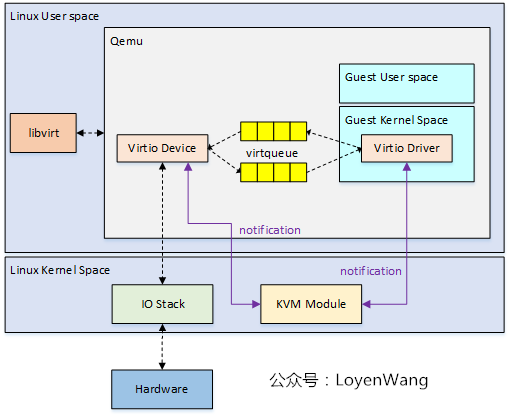 Linux User space
Qemu
Guest User space
Guest Kernel Space
libvirt
Virtio Device
virtqueue
Virtio Driver
notification
Linux Kernel Space
notification
IO Stack
KVM Module
Hardware
公众号：LoyenWang